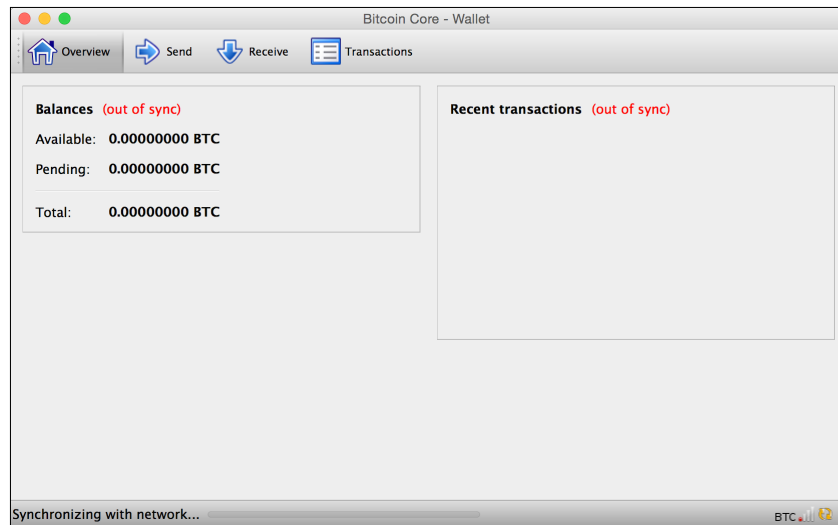 Bitcoin Core - Wallet
Overview Send Receive Transactions
Balances (out of sync)
Available: 0.00000000 BTC
Pending: 0.00000000 BTC
Total: 0.00000000 BTC
Recent transactions (out of sync)
Synchronizing with network...
BTC